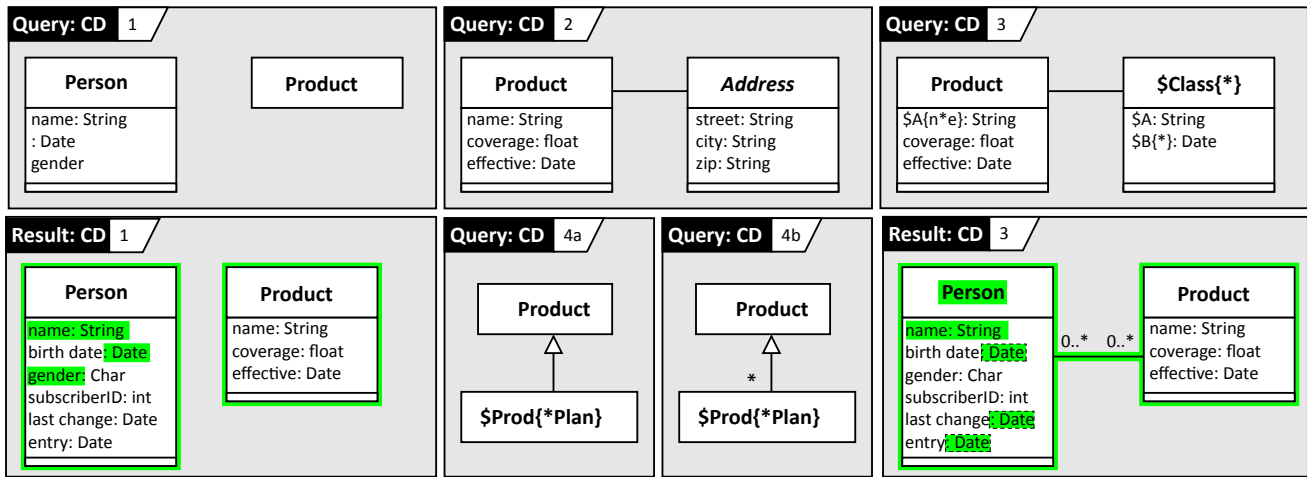 Query: CD 1
Person
name: String
: Date
gender
Product
Query: CD 2
Product
name: String
coverage: float
effective: Date
Address
street: String
city: String
zip: String
Query: CD 3
Product
$A{n*e}: String
coverage: float
effective: Date
$Class{*}
$A: String
$B{*}: Date
Result: CD 1
Person
name: String
birth date: Date
gender: Char
subscriberID: int
last change: Date
entry: Date
Product
name: String
coverage: float
effective: Date
Query: CD 4a
Product
$Prod{*Plan}
Query: CD 4b
Product
*
$Prod{*Plan}
Result: CD 3
Person
name: String
birth date: Date
gender: Char
subscriberID: int
last change: Date
entry: Date
0..* 0..*
Product
name: String
coverage: float
effective: Date